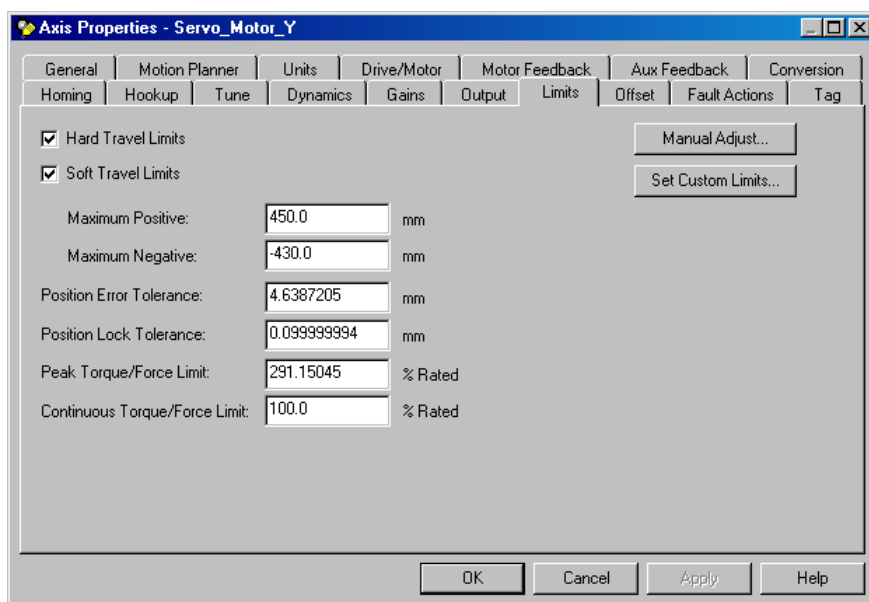 Axis Properties - Servo_Motor_Y
General Motion Planner Units Drive/Motor Motor Feedback Aux Feedback Conversion
Homing Hookup Tune Dynamics Gains Output Limits Offset Fault Actions Tag
Hard Travel Limits Manual Adjust...
Soft Travel Limits Set Custom Limits...
Maximum Positive: 450.0 mm
Maximum Negative: -430.0 mm
Position Error Tolerance: 4.6387205 mm
Position Lock Tolerance: 0.099999994 mm
Peak Torque/Force Limit: 291.15045 % Rated
Continuous Torque/Force Limit: 100.0 % Rated
OK Cancel Apply Help